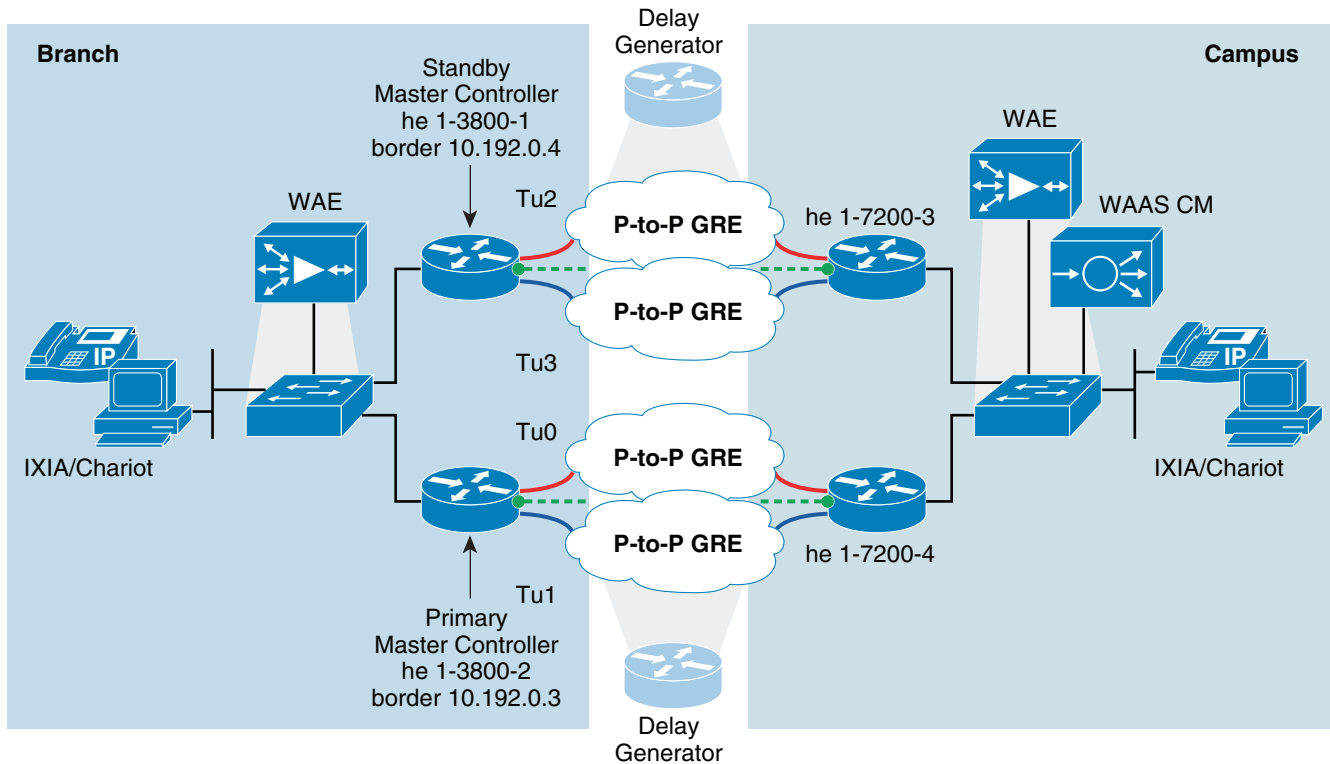 Delay
Generator
Branch
Campus
Standby
Master Controller
he 1-3800-1
border 10.192.0.4
WAE
WAE
WAAS CM
Tu2
P-to-P GRE
he 1-7200-3
P-to-P GRE
IP
IP
Tu3
IXIA/Chariot
IXIA/Chariot
Tu0
P-to-P GRE
P-to-P GRE
he 1-7200-4
Tu1
Primary
Master Controller
he 1-3800-2
border 10.192.0.3
Delay
Generator